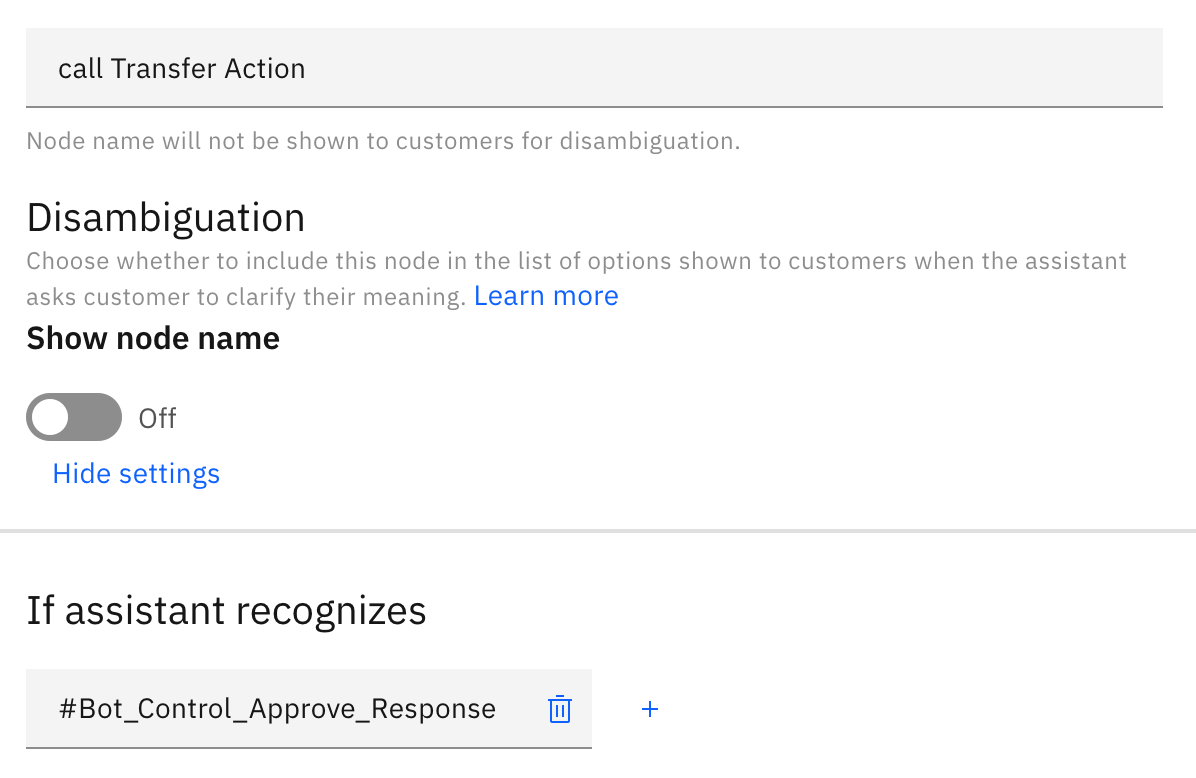 call Transfer Action
Node name will not be shown to customers for disambiguation.
Disambiguation
Choose whether to include this node in the list of options shown to customers when the assistant
asks customer to clarify their meaning. Learn more
Show node name
Off
Hide settings
If assistant recognizes
#Bot_Control_Approve_Response